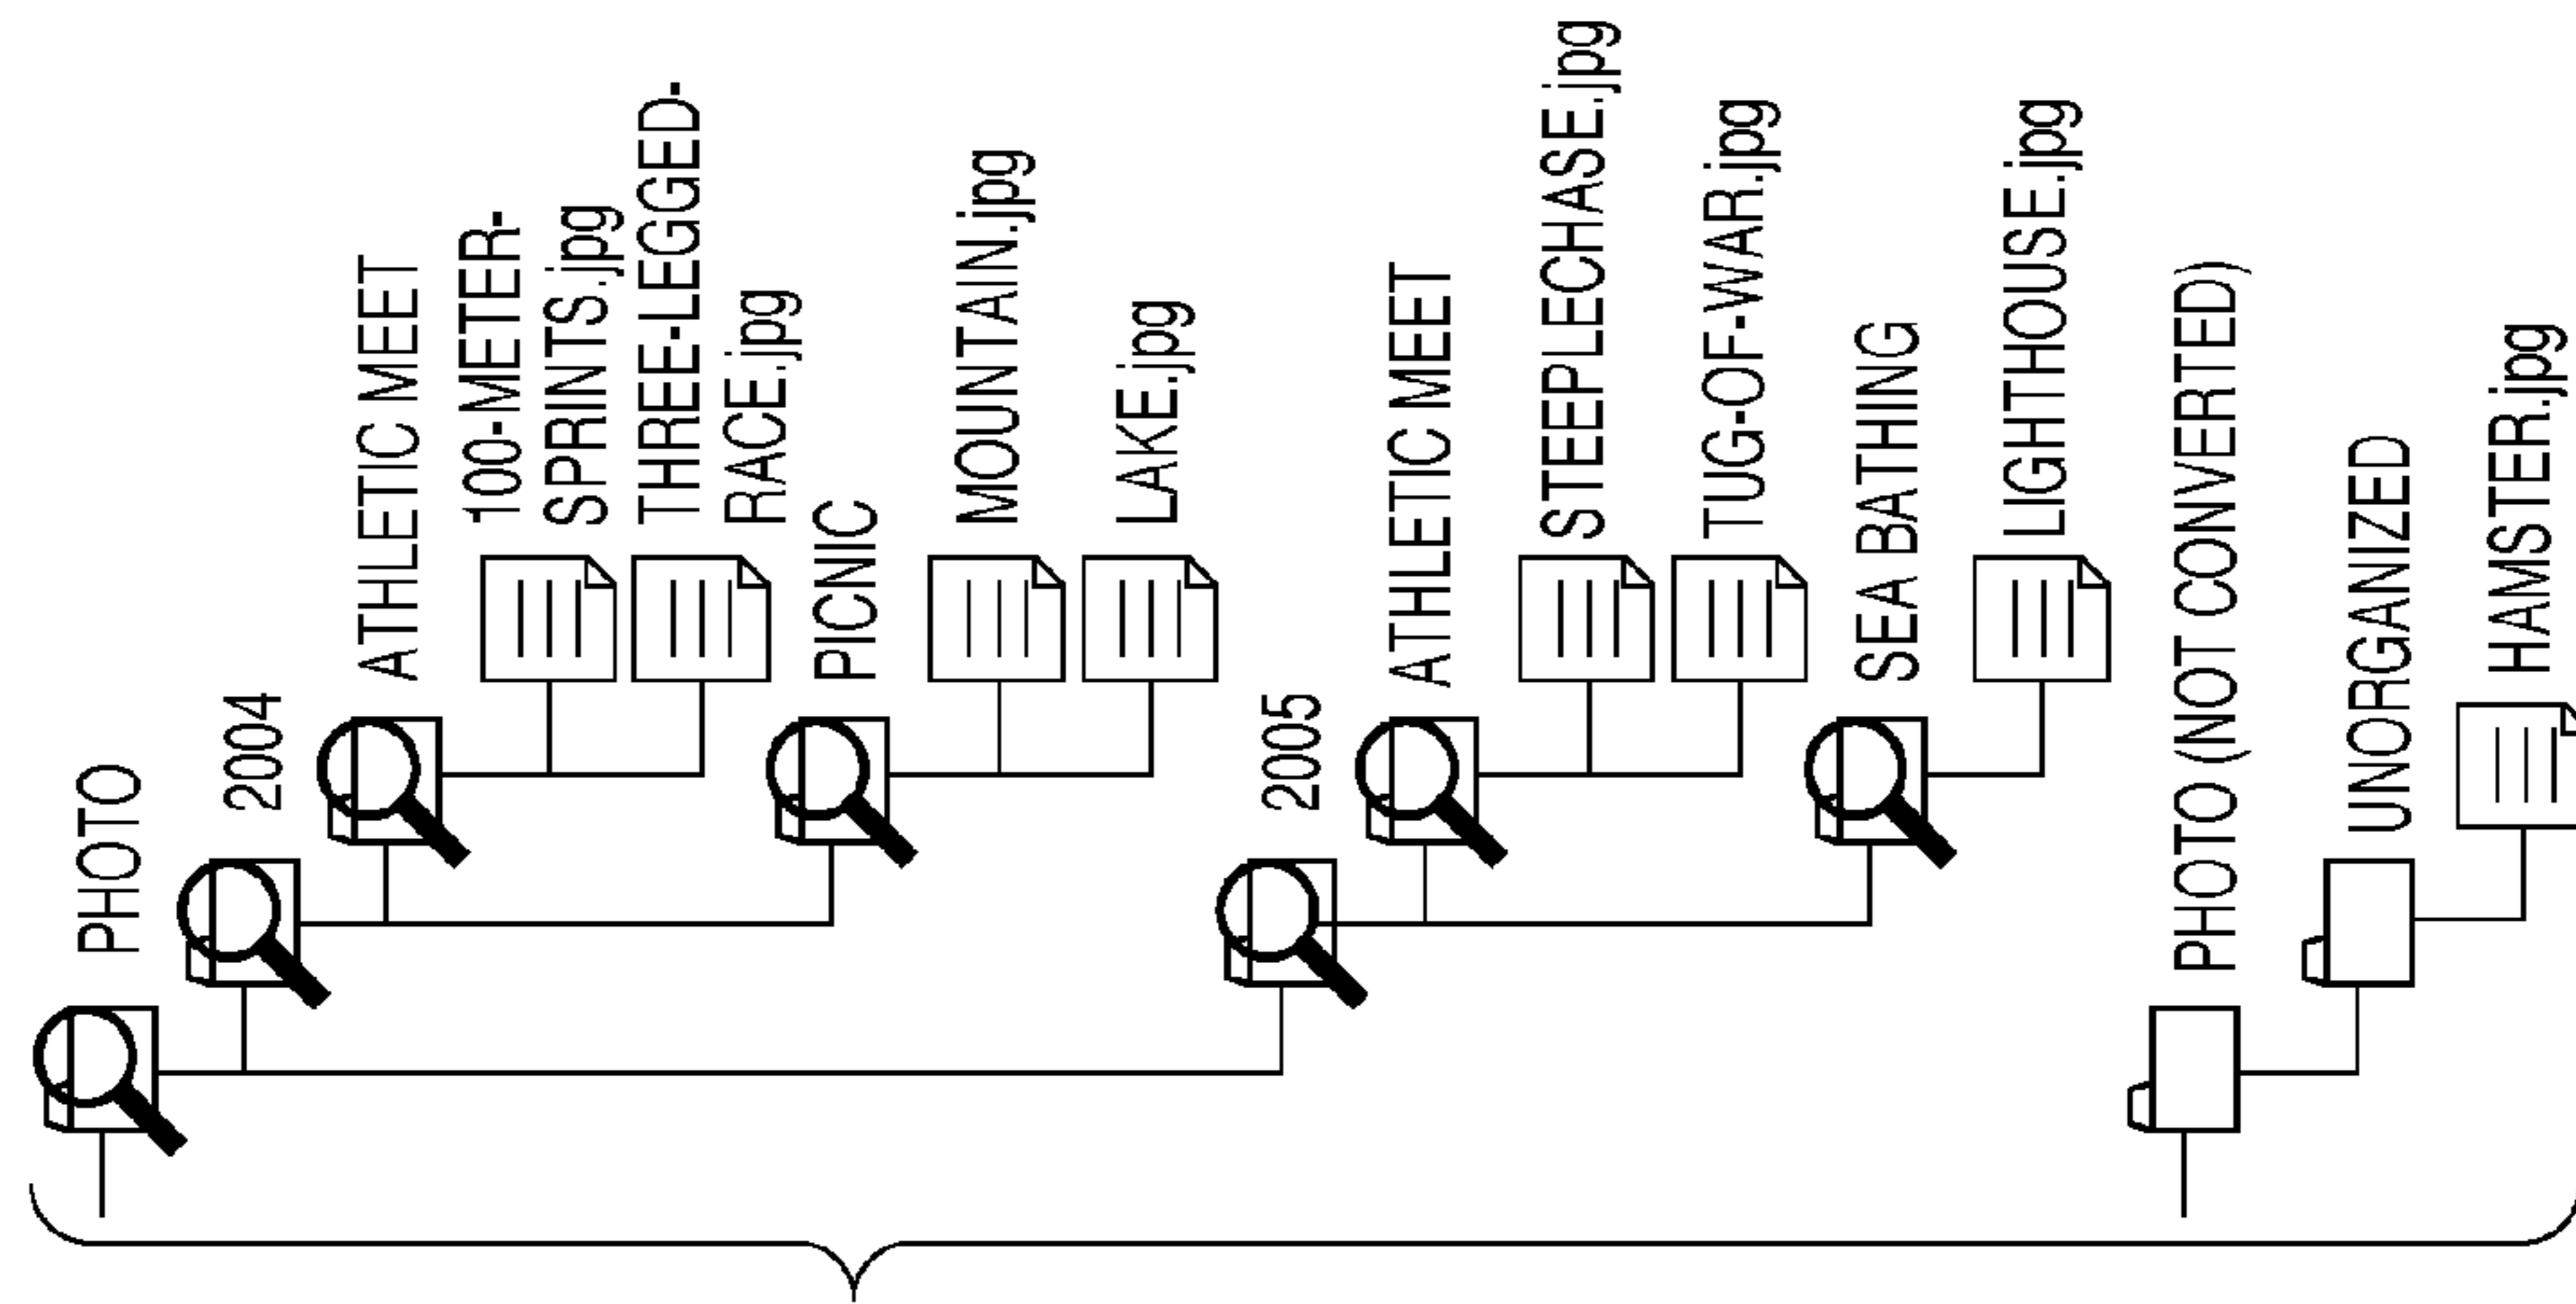 PHOTO
2004
ATHLETIC MEET
100-METER-
SPRINTS.jpg
THREE-LEGGED-
RACE.jpg
PICNIC
MOUNTAIN.jpg
LAKE.jpg
2005
ATHLETIC MEET
STEEPLECHASE.jpg
TUG-OF-WAR.jpg
SEA BATHING
LIGHTHOUSE.jpg
PHOTO (NOT CONVERTED)
UNORGANIZED
HAMSTER.jpg